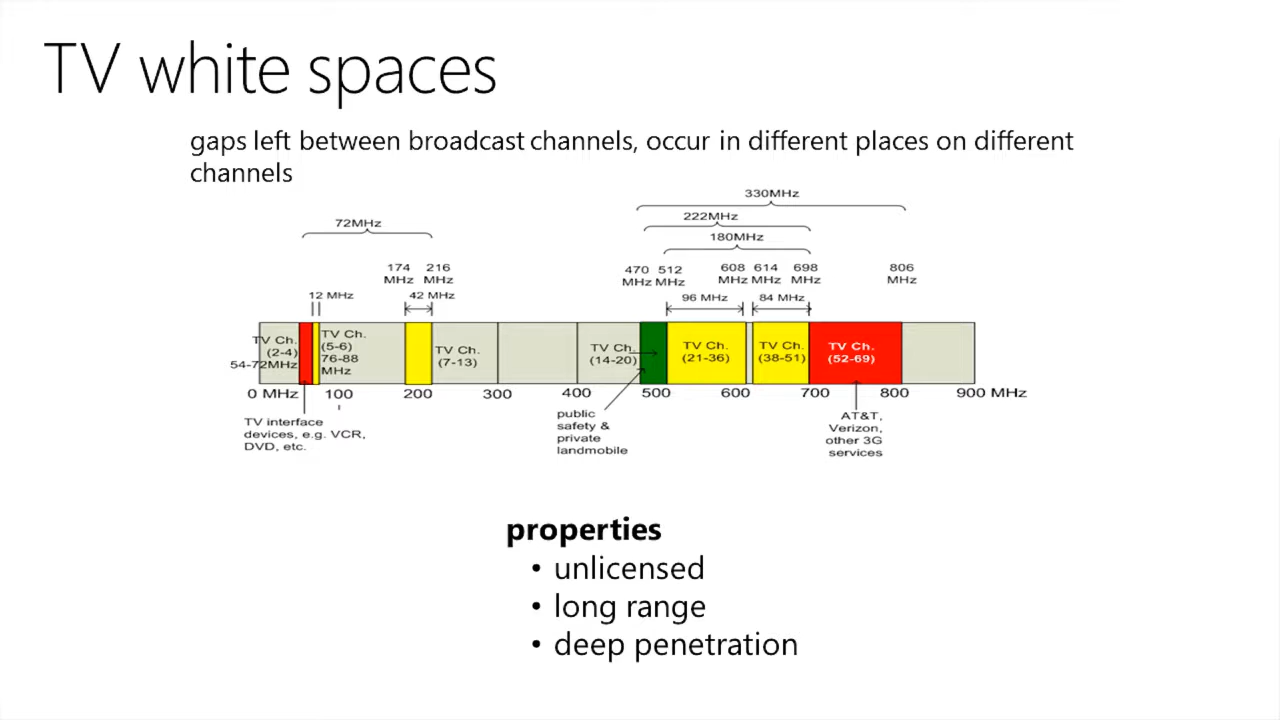 TV white spaces
gaps left between broadcast channels, occur in different places on different
channels
330MHz
222MHz
72MHz
180MHz
174
MHz
216
MHz
470
MHz
512
MHz
608
MHz
614
MHz
698
MHz
806
MHz
12 MHz
42 MHz
96 MHz
84 MHz
TV Ch.
(2-4)
54-72MHz
TV Ch.
(5-6)
76-88
MHz
TV Ch.
(7-13)
TV Ch.
(14-20)
TV Ch.
(21-36)
TV Ch.
(38-51)
TV Ch.
(52-69)
0 MHz 100 200 300 400 500 600 700 800 900 MHz
TV interface
devices, e.g. VCR,
DVD, etc.
public
safety &
private
landmobile
AT&T,
Verizon,
other 3G
services
properties
• unlicensed
• long range
• deep penetration